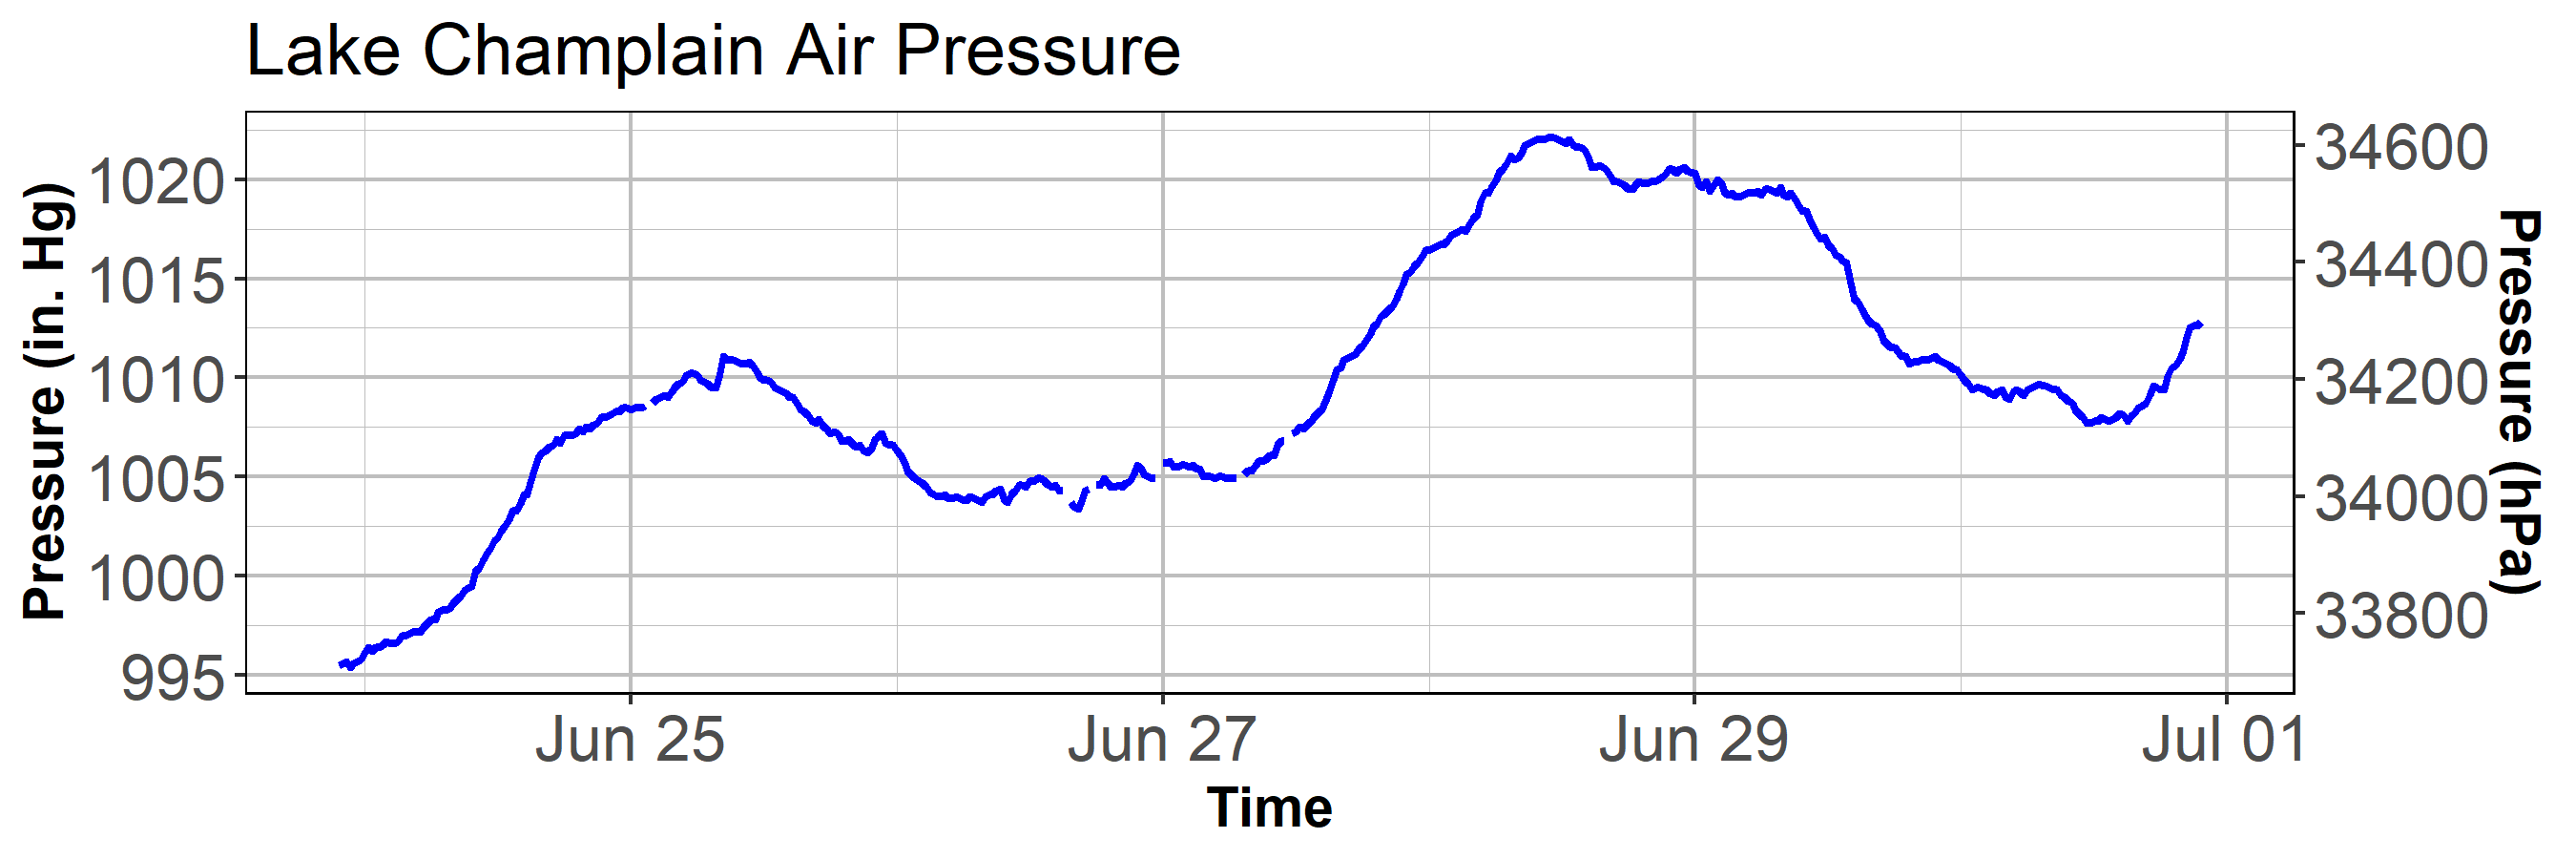 Lake Champlain Air Pressure
Pressure (in. Hg)
1020
1015
1010
1005
1000
995
34600
34400
34200
34000
33800
Pressure (hPa)
Jun 25 Jun 27 Jun 29 Jul 01
Time